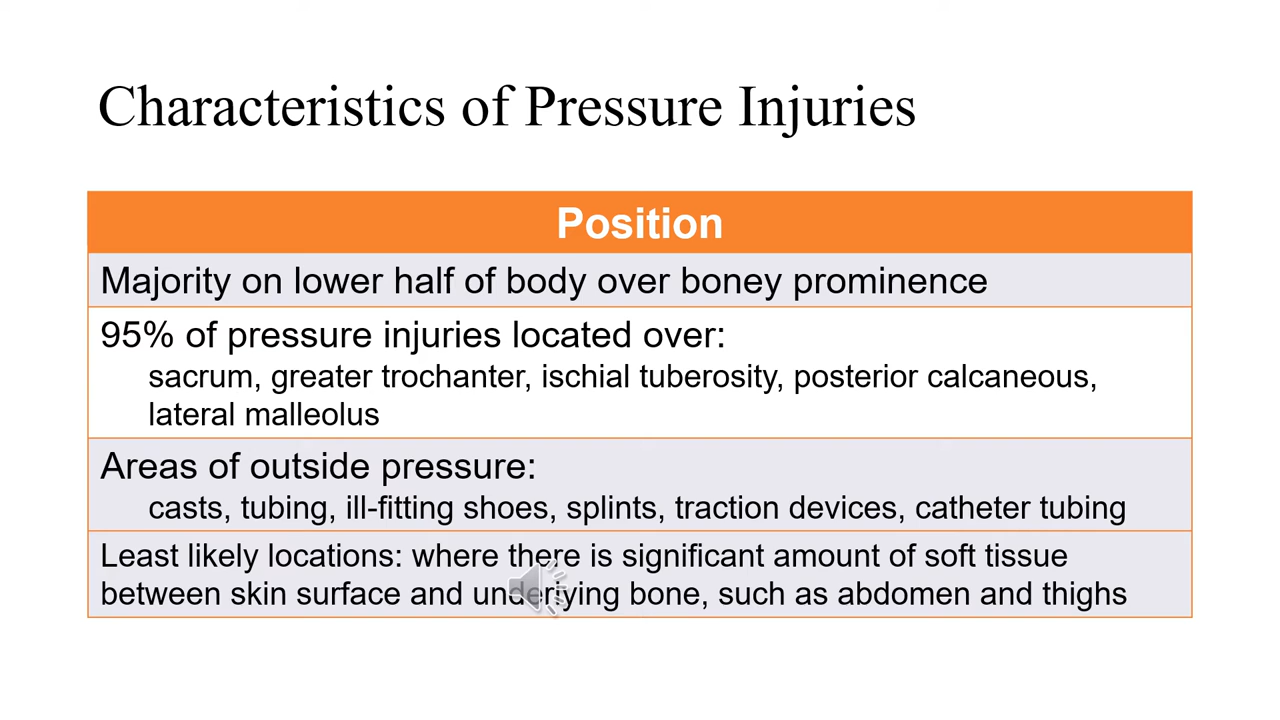 Characteristics of Pressure Injuries
Position
Majority on lower half of body over boney prominence
95% of pressure injuries located over:
sacrum, greater trochanter, ischial tuberosity, posterior calcaneous,
lateral malleolus
Areas of outside pressure:
casts, tubing, ill-fitting shoes, splints, traction devices, catheter tubing
Least likely locations: where there is significant amount of soft tissue
between skin surface and underlying bone, such as abdomen and thighs